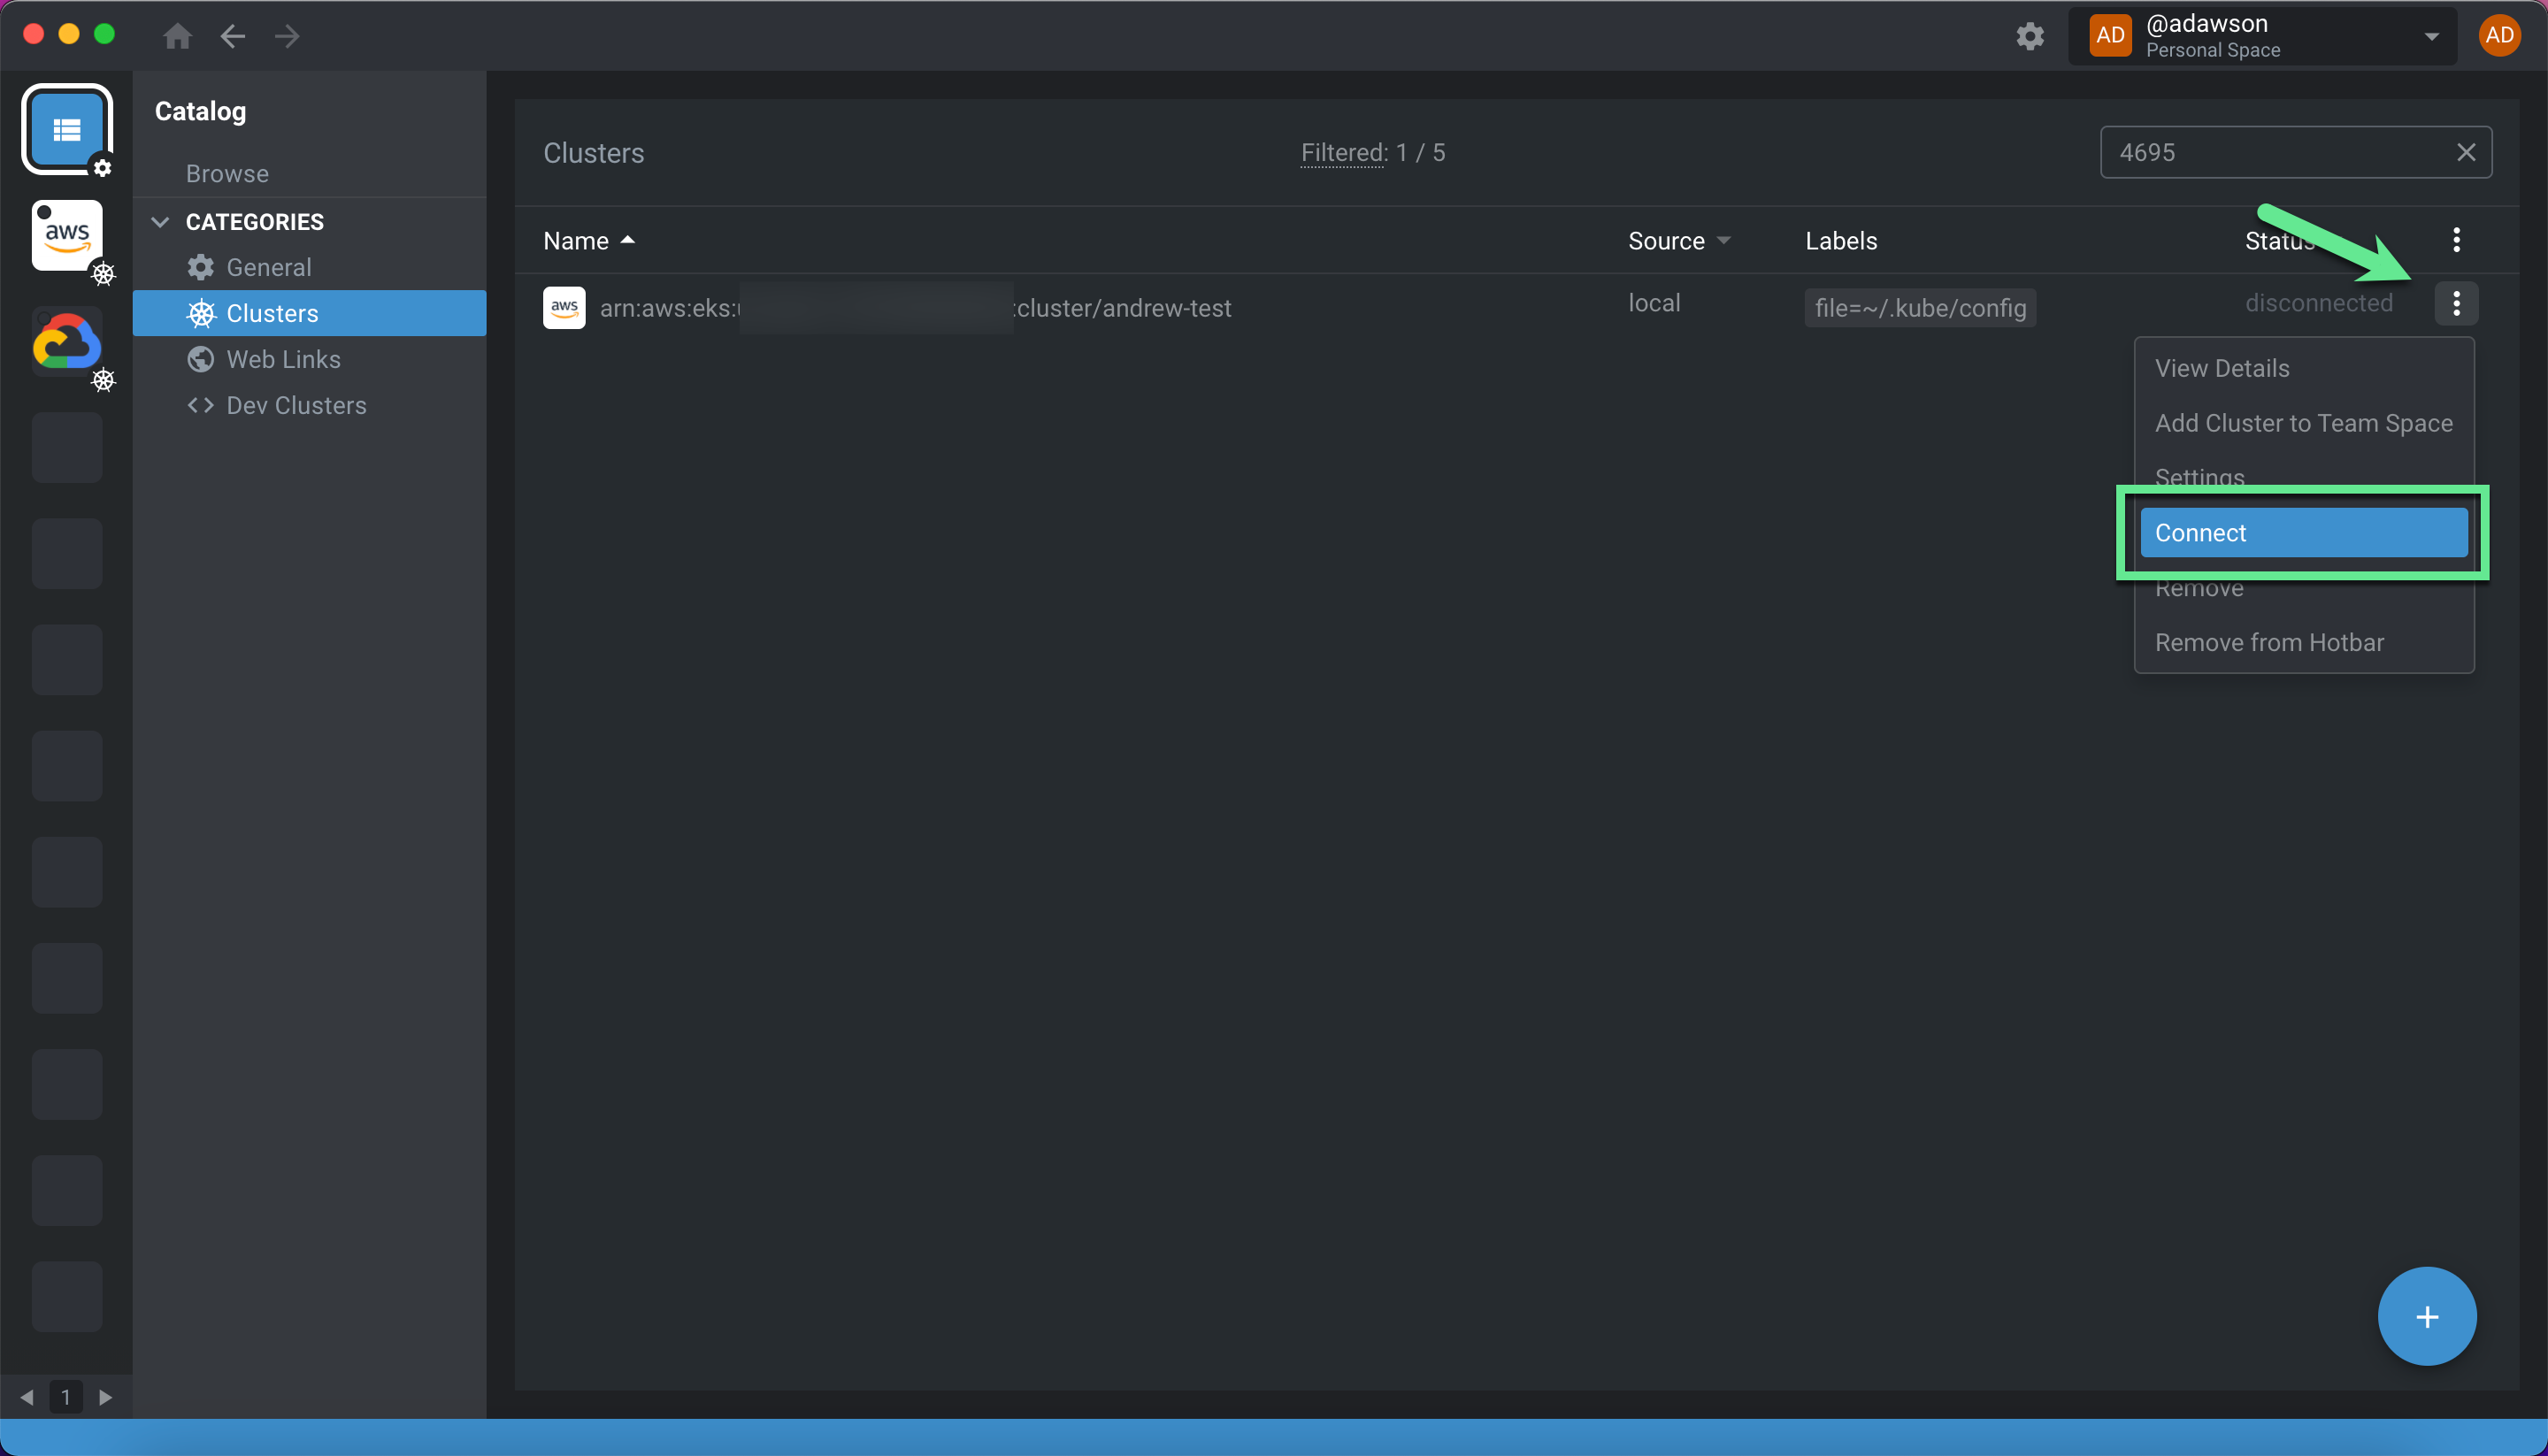 AD
@adawson
Personal Space
AD
Catalog
Browse
CATEGORIES
General
Clusters
Web Links
Dev Clusters
aws
Clusters
Filtered: 1 / 5
4695
Name
Source
Labels
Status
aws
arn:aws:eks:
:cluster/andrew-test
local
file=~/.kube/config
disconnected
View Details
Add Cluster to Team Space
Settings
Connect
Remove
Remove from Hotbar
+
1